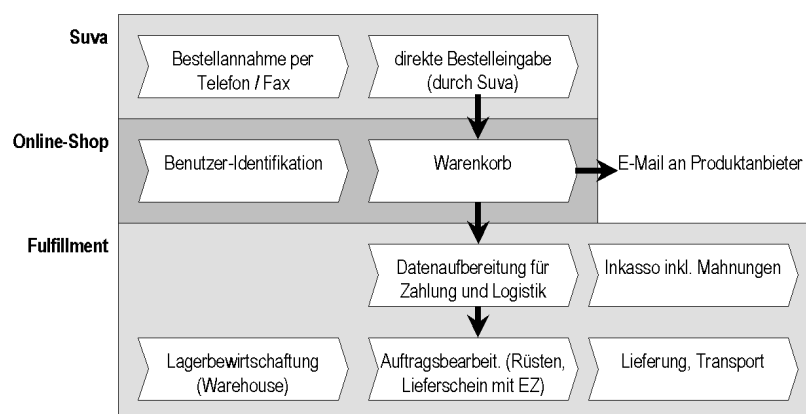 Suva
Bestellannahme per
Telefon / Fax
direkte Bestelleingabe
(durch Suva)
Online-Shop
Benutzer-Identifikation
Warenkorb
E-Mail an Produktanbieter
Fulfillment
Datenaufbereitung für
Zahlung und Logistik
Inkasso inkl. Mahnungen
Lagerbewirtschaftung
(Warehouse)
Auftragsbearbeit. (Rüsten,
Lieferschein mit EZ)
Lieferung, Transport